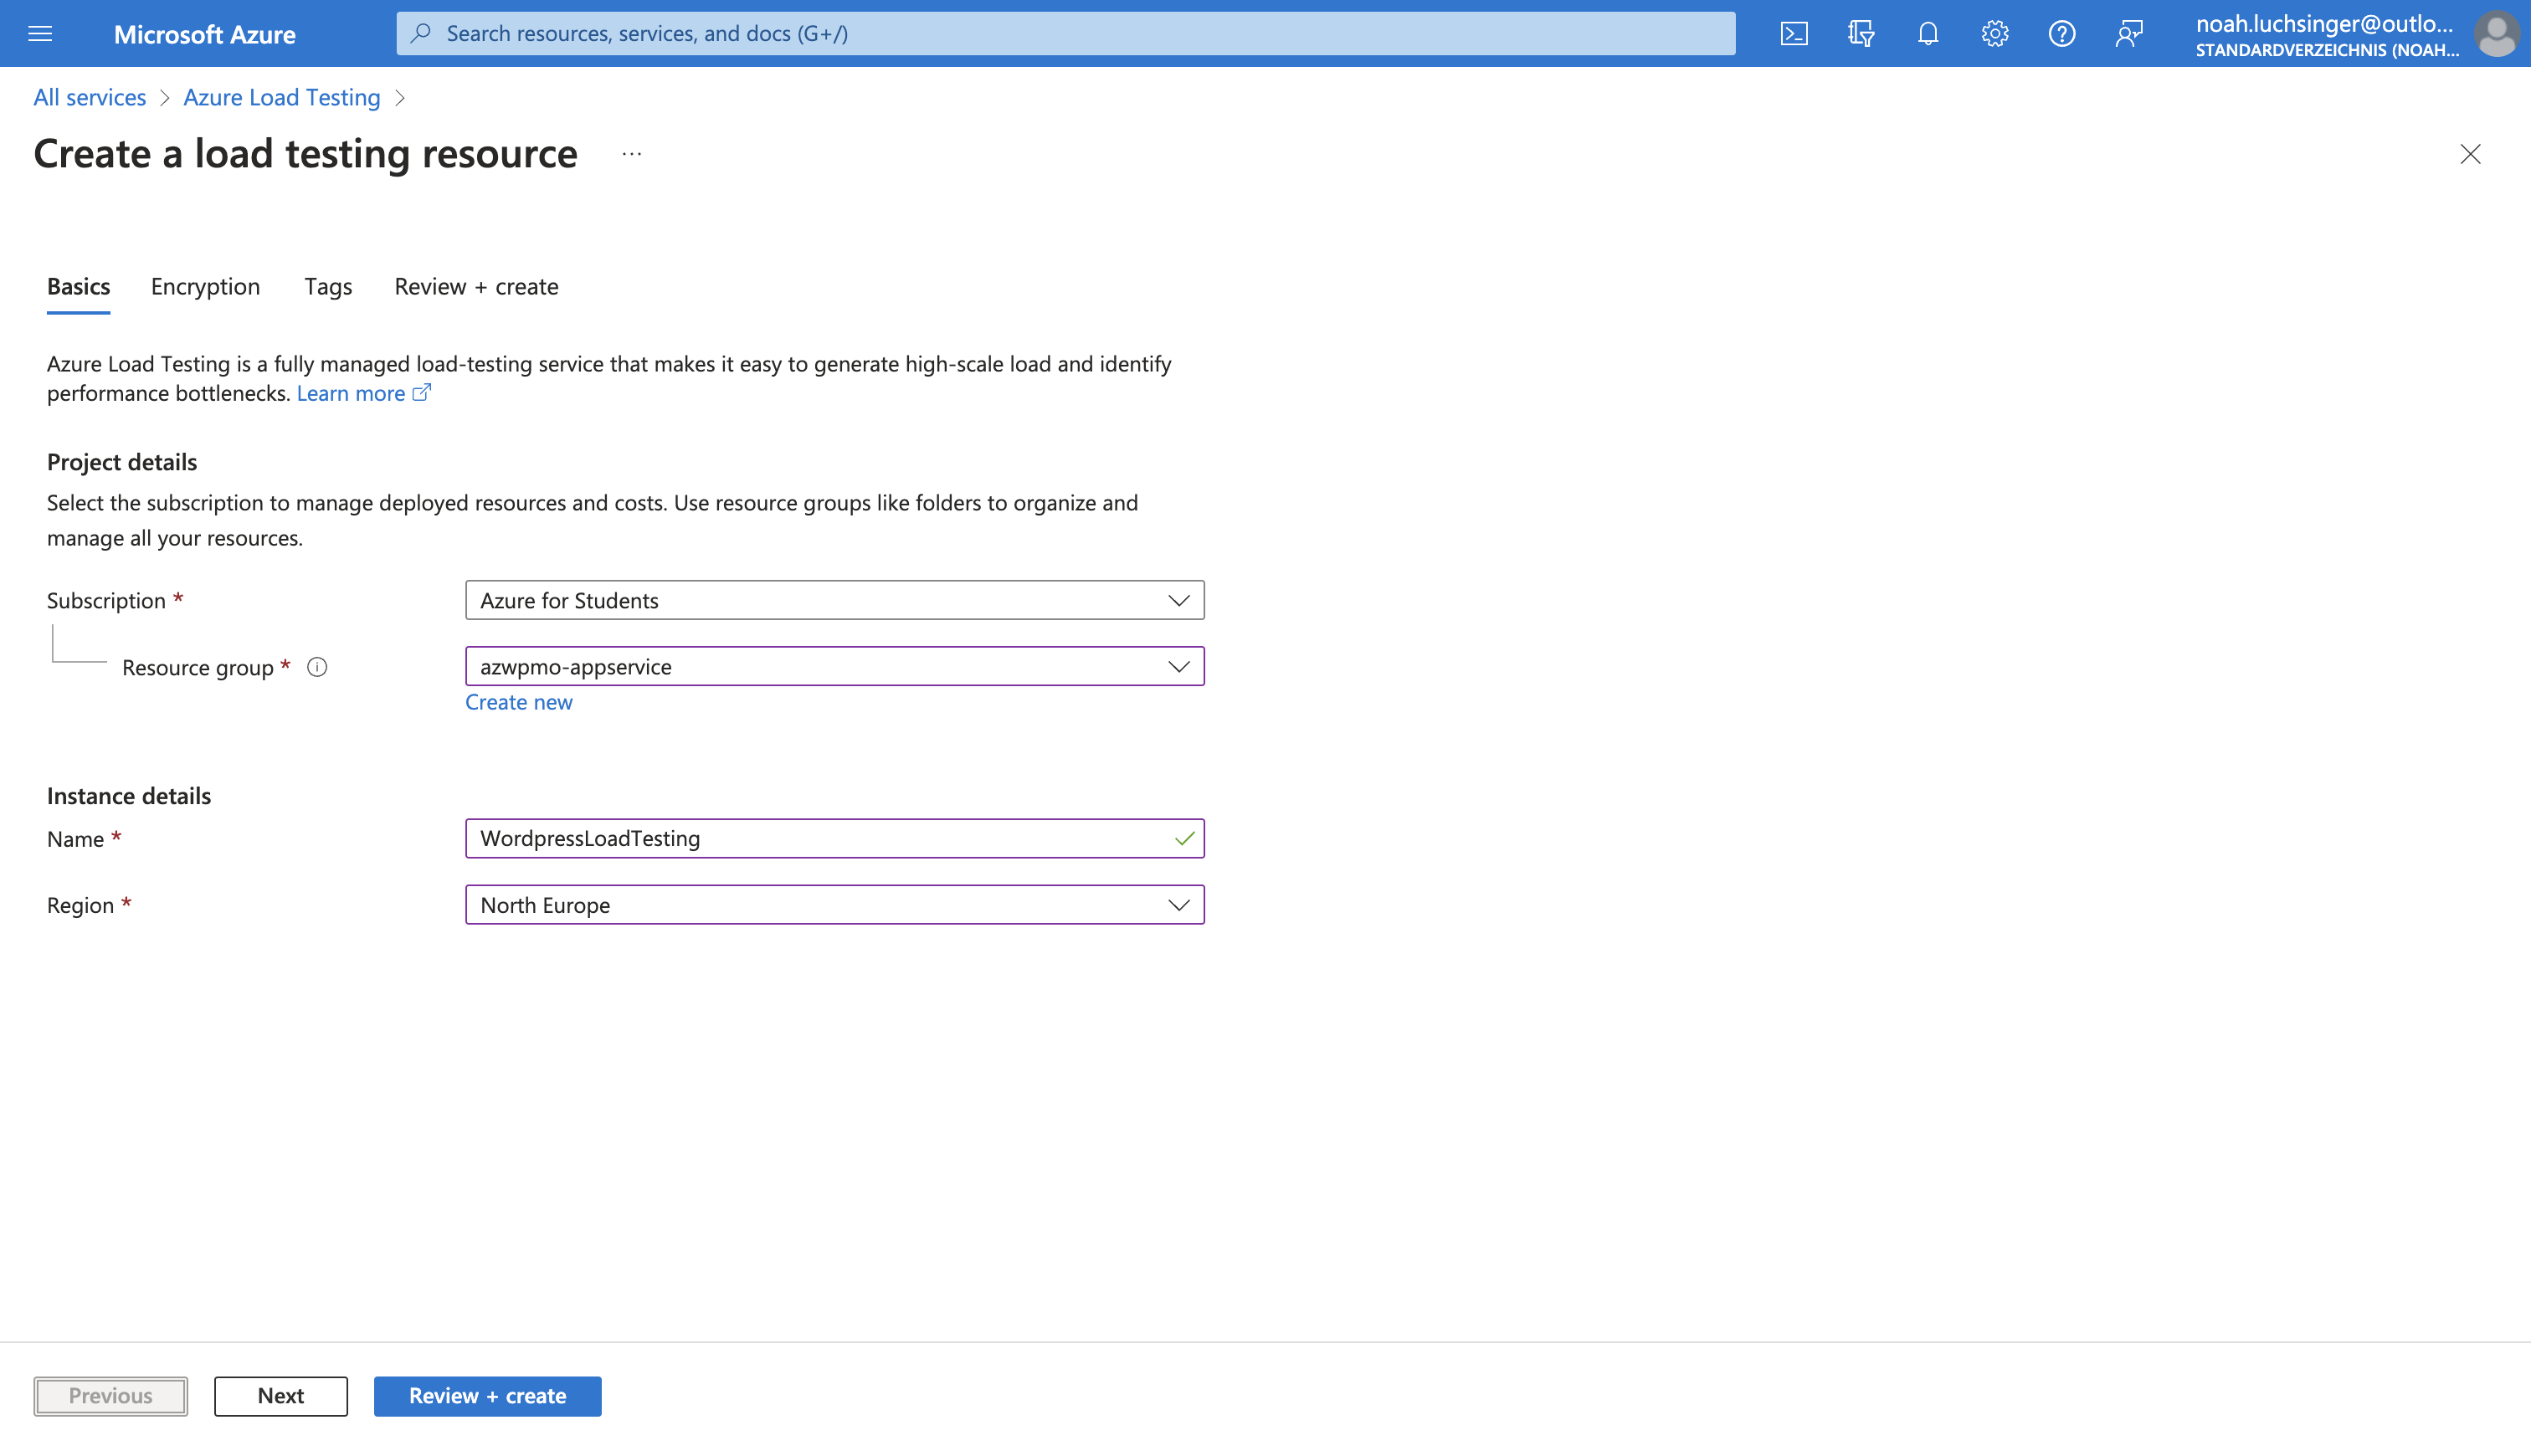 Microsoft Azure
Search resources, services, and docs (G+/)
noah.luchsinger@outlo...
STANDARDVERZEICHNIS (NOAH...
All services > Azure Load Testing >
Create a load testing resource ...
Basics Encryption Tags Review + create
Azure Load Testing is a fully managed load-testing service that makes it easy to generate high-scale load and identify
performance bottlenecks. Learn more
Project details
Select the subscription to manage deployed resources and costs. Use resource groups like folders to organize and
manage all your resources.
Subscription * Azure for Students
Resource group * azwpmo-appservice
Create new
Instance details
Name * WordpressLoadTesting
Region * North Europe
Previous Next Review + create